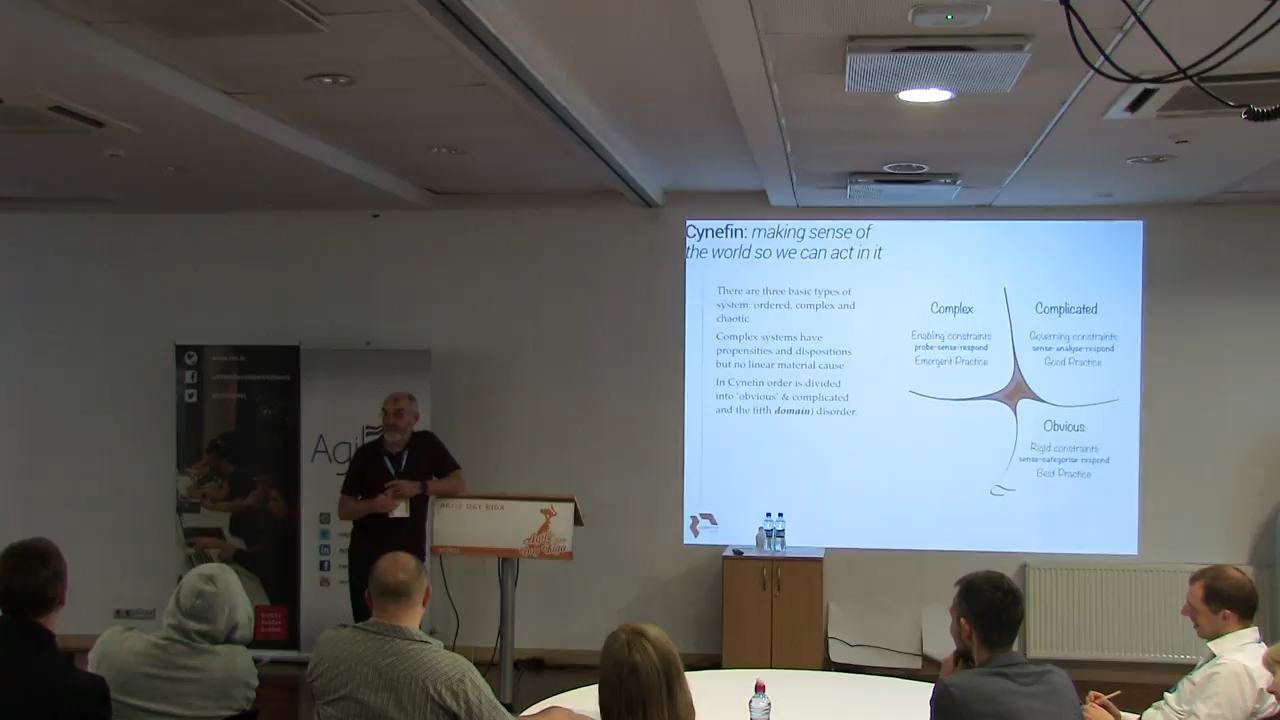 Cynefin: making sense of
the world so we can act in it
There are three basic types of
system: ordered, complex and
chaotic.
Complex systems have
propensities and dispositions
but no linear material cause
In Cynefin order is divided
into 'obvious' & complicated
and the fifth domain) disorder.
Complex
Enabling constraints
probe-sense-respond
Emergent Practice
Complicated
Governing constraints
sense-analyse-respond
Good Practice
Obvious
Rigid constraints
sense-categorise-respond
Best Practice
Agil
AGILE DAY RIGA